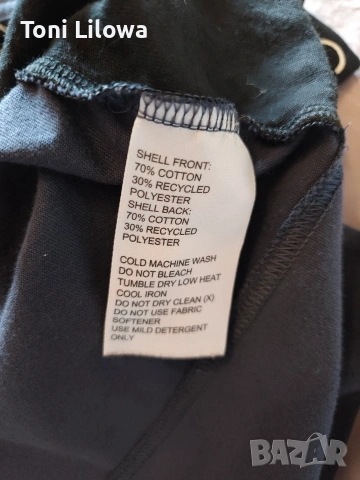 Toni Lilowa
SHELL FRONT:
70% COTTON
30% RECYCLED
POLYESTER
SHELL BACK:
70% COTTON
30% RECYCLED
POLYESTER
COLD MACHINE WASH
DO NOT BLEACH
TUMBLE DRY LOW HEAT
COOL IRON
DO NOT DRY CLEAN (X)
DO NOT USE FABRIC
SOFTENER
USE MILD DETERGENT
ONLY
BAZAR